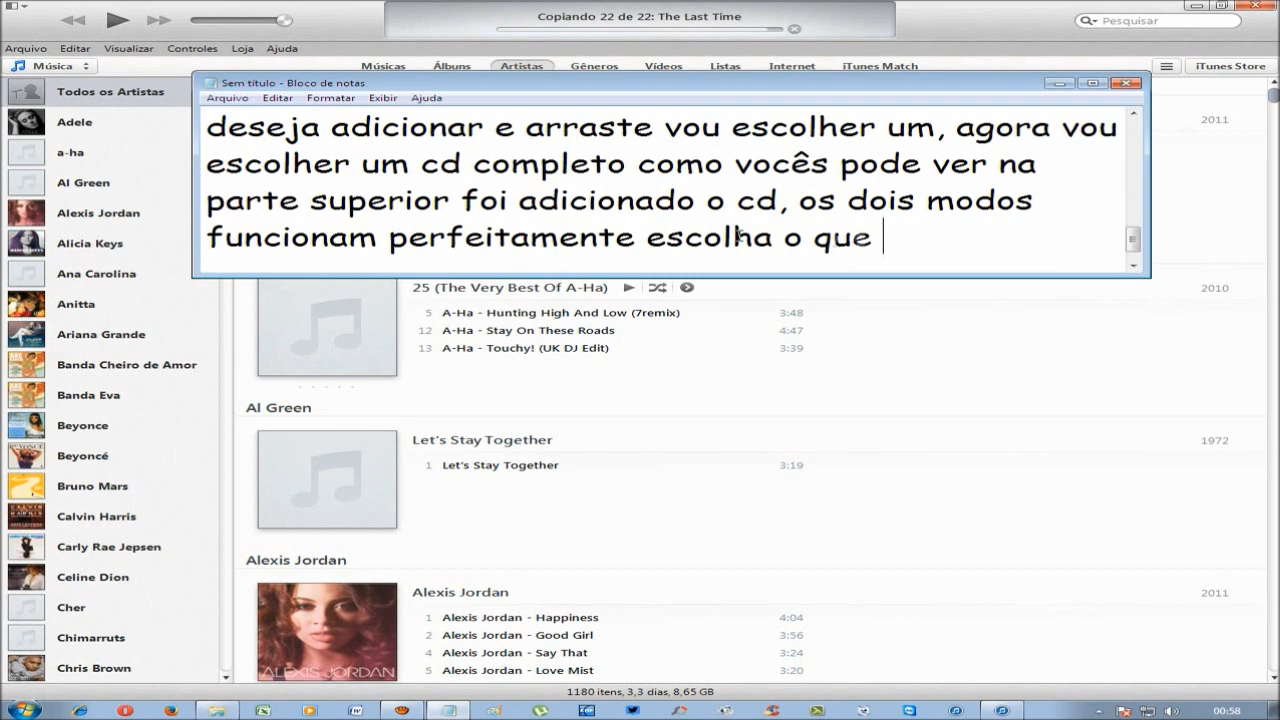 Copiando 22 de 22: The Last Time
Pesquisar
Arquivo Editar Visualizar Controles Loja Ajuda
Música Músicas Álbuns Artistas Gêneros Vídeos Listas Internet iTunes Match iTunes Store
Sem título - Bloco de notas
Arquivo Editar Formatar Exibir Ajuda
deseja adicionar e arraste vou escolher um, agora vou
escolher um cd completo como vocês pode ver na
parte superior foi adicionado o cd, os dois modos
funcionam perfeitamente escolha o que
Todos os Artistas
Adele
a-ha
Al Green
Alexis Jordan
Alicia Keys
Ana Carolina
Anitta
Ariana Grande
Banda Cheiro de Amor
Banda Eva
Beyonce
Beyoncé
Bruno Mars
Calvin Harris
Carly Rae Jepsen
Celine Dion
Cher
Chimarruts
Chris Brown
2011
25 (The Very Best Of A-Ha) 2010
5 A-Ha - Hunting High And Low (7remix) 3:48
12 A-Ha - Stay On These Roads 4:47
13 A-Ha - Touchy! (UK DJ Edit) 3:39
Al Green
Let's Stay Together 1972
1 Let's Stay Together 3:19
Alexis Jordan
ALEXIS JORDAN
Alexis Jordan 2011
1 Alexis Jordan - Happiness 4:04
2 Alexis Jordan - Good Girl 3:56
4 Alexis Jordan - Say That 3:24
5 Alexis Jordan - Love Mist 3:20
1180 itens, 3,3 dias, 8,65 GB
00:58